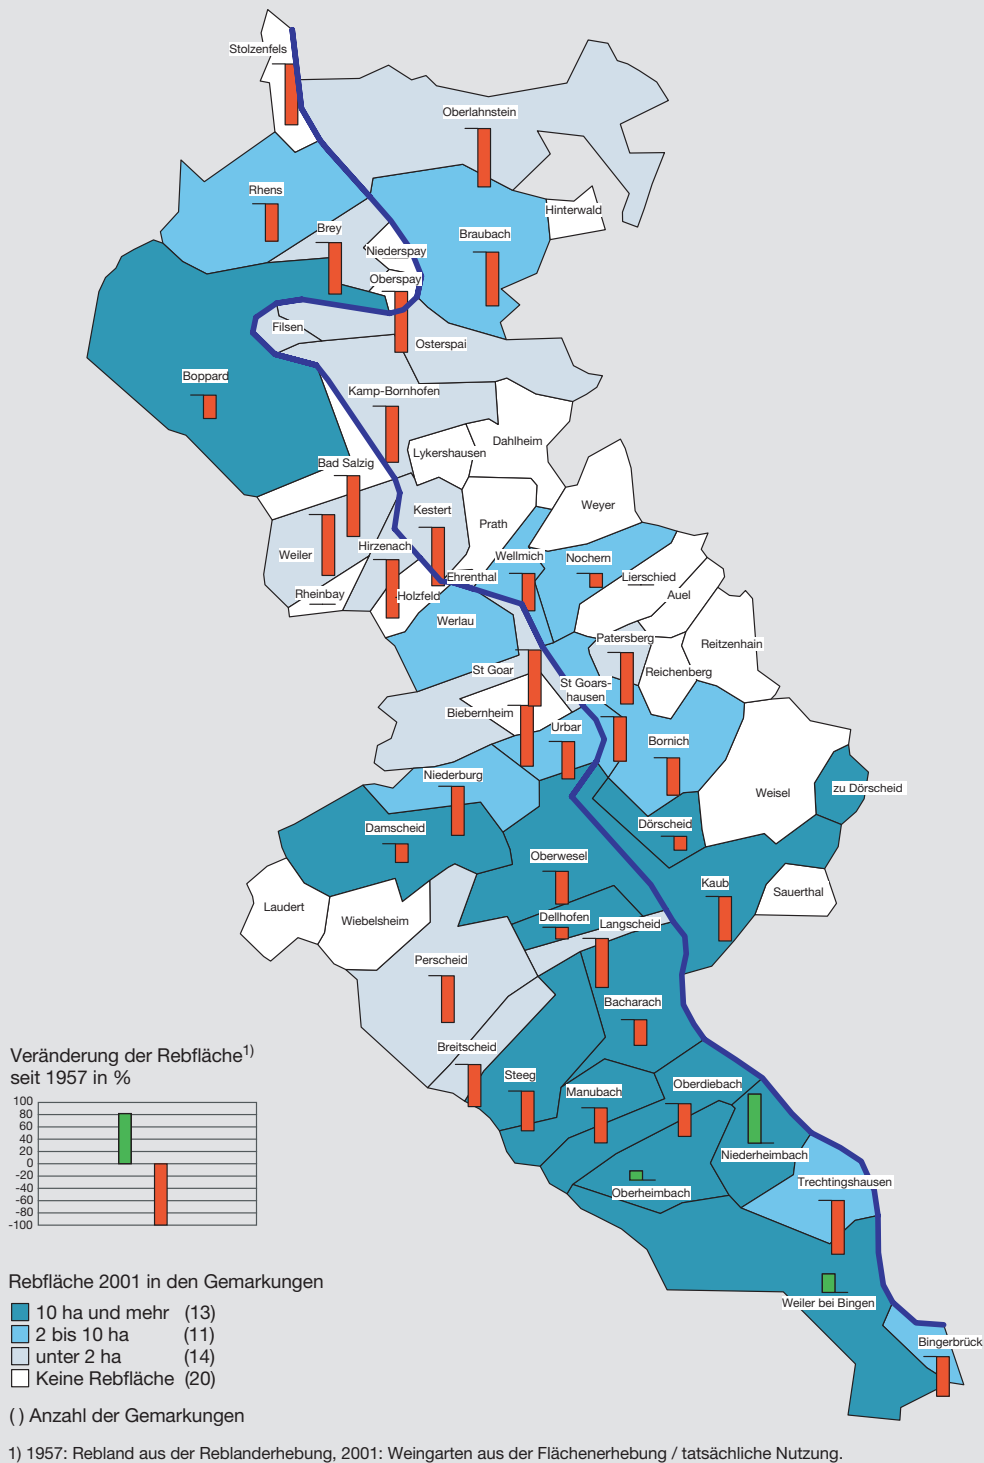 Stolzenfels
Oberlahnstein
Rhens
Hinterwald
Brey
Braubach
Niederspay
Oberspay
Filsen
Osterspai
Boppard
Kamp-Bornhofen
Dahlheim
Lykershausen
Bad Salzig
Weyer
Kestert
Prath
Hirzenach
Weiler
Wellmich
Nochern
Ehrenthal
Lierschied
Rheinbay
Holzfeld
Auel
Werlau
Patersberg
Reitzenhain
St Goar
Reichenberg
St Goars-
hausen
Biebernheim
Urbar
Bornich
Niederburg
Weisel
zu Dörscheid
Damscheid
Dörscheid
Oberwesel
Kaub
Sauerthal
Laudert
Dellhofen
Wiebelsheim
Langscheid
Perscheid
Bacharach
Breitscheid
Steeg
Manubach
Oberdiebach
Niederheimbach
Oberheimbach
Trechtingshausen
Weiler bei Bingen
Bingerbrück
Veränderung der Rebfläche1)
seit 1957 in %
100
80
60
40
20
0
-20
-40
-60
-80
-100
Rebfläche 2001 in den Gemarkungen
10 ha und mehr (13)
2 bis 10 ha (11)
unter 2 ha (14)
Keine Rebfläche (20)
( ) Anzahl der Gemarkungen
1) 1957: Rebland aus der Reblanderhebung, 2001: Weingarten aus der Flächenerhebung / tatsächliche Nutzung.